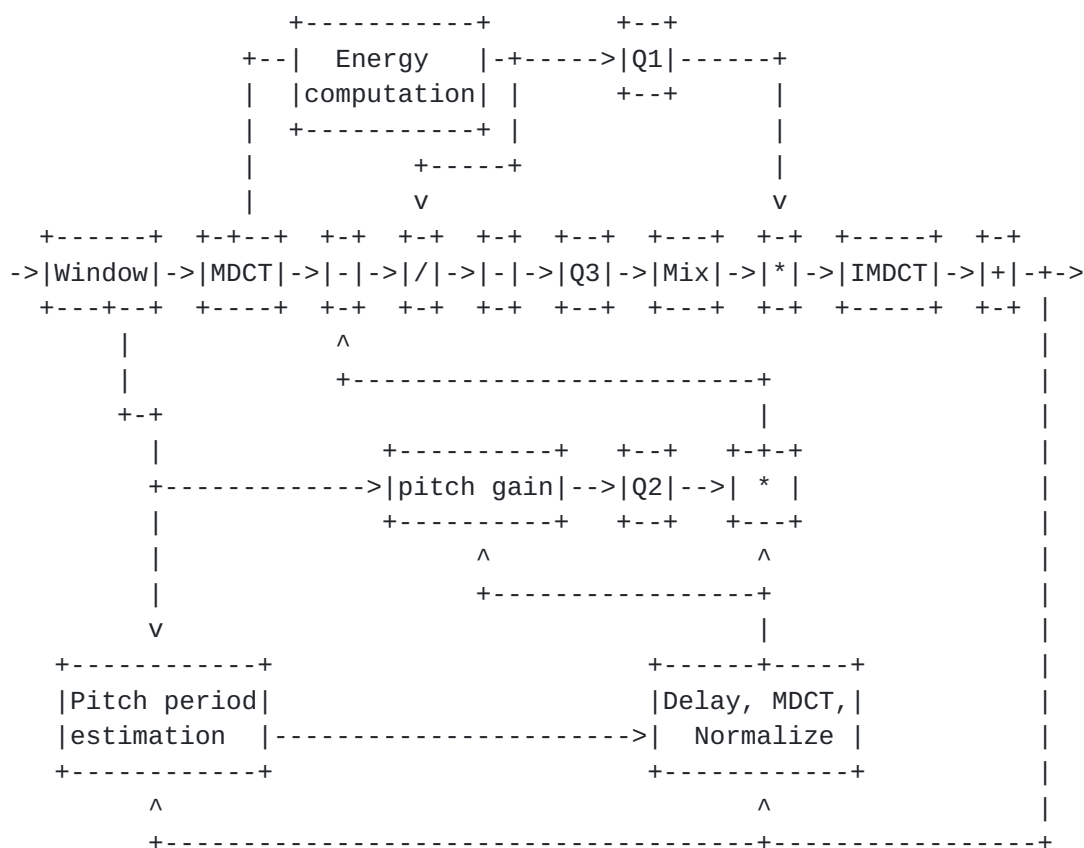 +-----------+        +--+
            +--|  Energy   |-+----->|Q1|------+
            |  |computation| |      +--+      |
            |  +-----------+ |                |
            |          +-----+                |
            |          v                      v
  +------+  +-+--+  +-+  +-+  +-+  +--+  +---+  +-+  +-----+  +-+
->|Window|->|MDCT|->|-|->|/|->|-|->|Q3|->|Mix|->|*|->|IMDCT|->|+|-+->
  +---+--+  +----+  +-+  +-+  +-+  +--+  +---+  +-+  +-----+  +-+ |
      |             ^                                             |
      |             +--------------------------+                  |
      +-+                                      |                  |
        |              +----------+   +--+   +-+-+                |
        +------------->|pitch gain|-->|Q2|-->| * |                |
        |              +----------+   +--+   +---+                |
        |                    ^                 ^                  |
        |                    +-----------------+                  |
        v                                      |                  |
   +------------+                       +------+-----+            |
   |Pitch period|                       |Delay, MDCT,|            |
   |estimation  |---------------------->|  Normalize |            |
   +------------+                       +------------+            |
        ^                                      ^                  |
        +--------------------------------------+------------------+